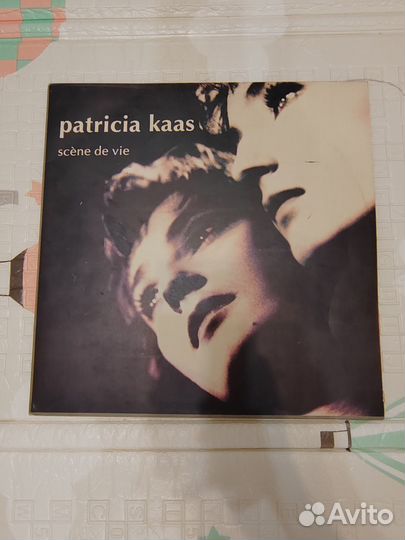 patricia kaas
scène de vie
Avito